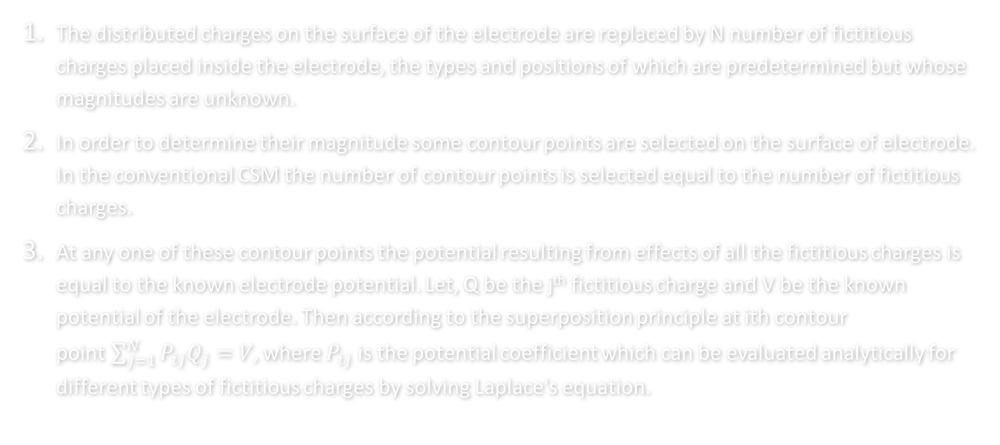 1. The distributed charges on the surface of the electrode are replaced by N number of fictitious
charges placed inside the electrode, the types and positions of which are predetermined but whose
magnitudes are unknown.
2. In order to determine their magnitude some contour points are selected on the surface of electrode.
In the conventional CSM the number of contour points is selected equal to the number of fictitious
charges.
3. At any one of these contour points the potential resulting from effects of all the fictitious charges is
equal to the known electrode potential. Let, Q be the jᵗʰ fictitious charge and V be the known
potential of the electrode. Then according to the superposition principle at ith contour
point ∑_{j=1}^{N} P_{ij}Q_j = V, where P_{ij} is the potential coefficient which can be evaluated analytically for
different types of fictitious charges by solving Laplace's equation.